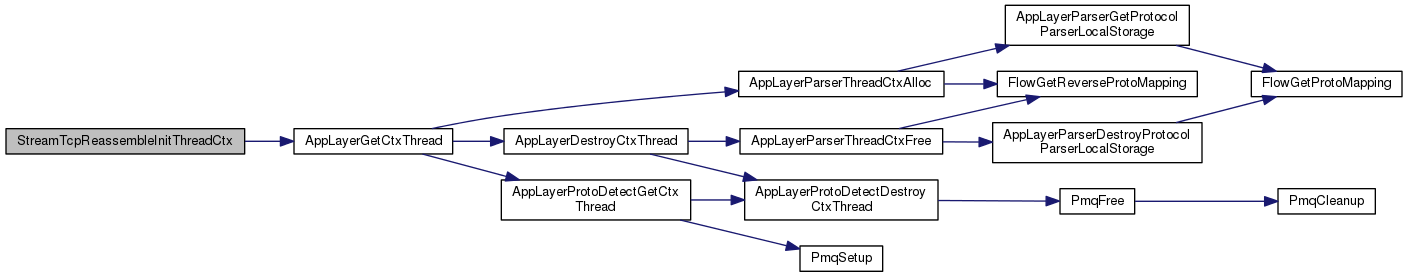 StreamTcpReassembleInitThreadCtx
AppLayerGetCtxThread
AppLayerParserThreadCtxAlloc
AppLayerParserGetProtocol
ParserLocalStorage
FlowGetProtoMapping
FlowGetReverseProtoMapping
AppLayerDestroyCtxThread
AppLayerParserThreadCtxFree
AppLayerParserDestroyProtocol
ParserLocalStorage
AppLayerProtoDetectGetCtx
Thread
AppLayerProtoDetectDestroy
CtxThread
PmqFree
PmqCleanup
PmqSetup